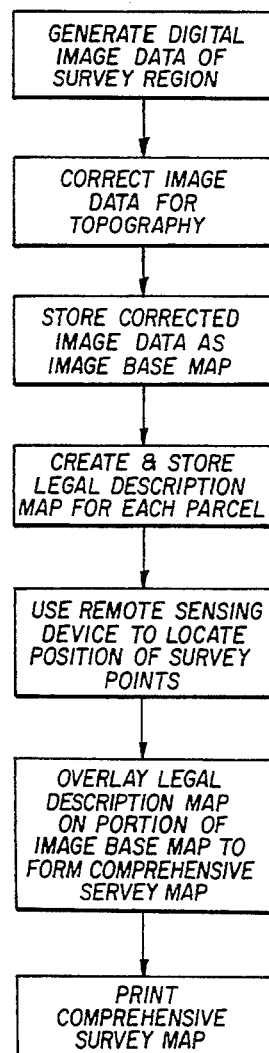 GENERATE DIGITAL
IMAGE DATA OF
SURVEY REGION
CORRECT IMAGE
DATA FOR
TOPOGRAPHY
STORE CORRECTED
IMAGE DATA AS
IMAGE BASE MAP
CREATE & STORE
LEGAL DESCRIPTION
MAP FOR EACH PARCEL
USE REMOTE SENSING
DEVICE TO LOCATE
POSITION OF SURVEY
POINTS
OVERLAY LEGAL
DESCRIPTION MAP
ON PORTION OF
IMAGE BASE MAP TO
FORM COMPREHENSIVE
SERVEY MAP
PRINT
COMPREHENSIVE
SURVEY MAP